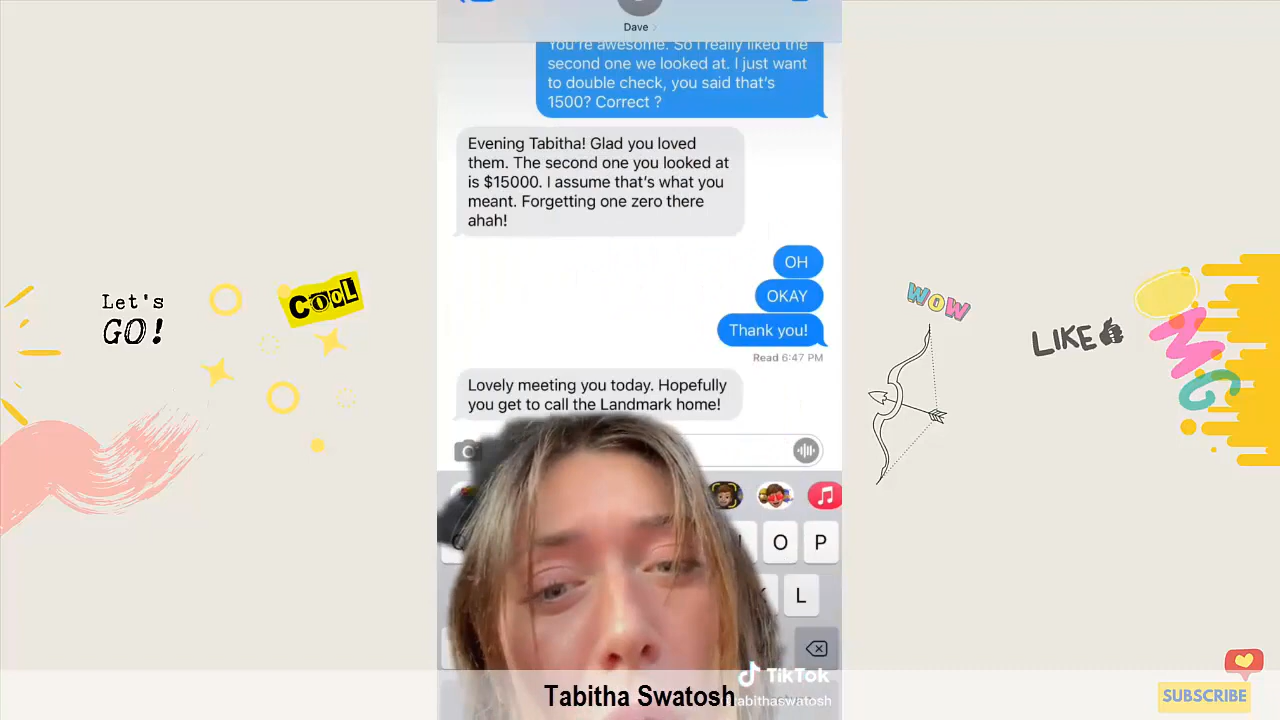 Dave
You're awesome. So I really liked the
second one we looked at. I just want
to double check, you said that's
1500? Correct ?
Evening Tabitha! Glad you loved
them. The second one you looked at
is $15000. I assume that's what you
meant. Forgetting one zero there
ahah!
OH
OKAY
Thank you!
Read 6:47 PM
Lovely meeting you today. Hopefully
you get to call the Landmark home!
Let's
GO!
COOL
WOW
LIKE
OMG
O P
L
TikTok
abithaswatosh
Tabitha Swatosh
SUBSCRIBE